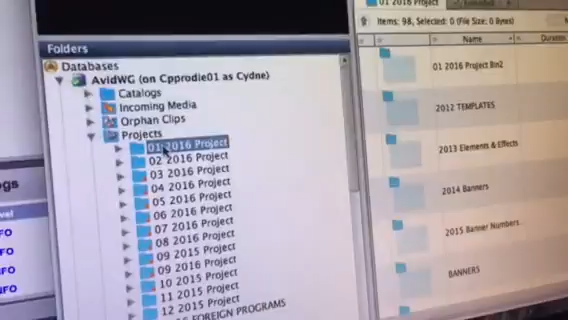 Folders
Databases
AvidWG (on Cpprodie01 as Cydne)
Catalogs
Incoming Media
Orphan Clips
Projects
01 2016 Project
02 2016 Project
03 2016 Project
04 2016 Project
05 2016 Project
06 2016 Project
07 2016 Project
08 2016 Project
09 2015 Project
09 2016 Project
10 2015 Project
11 2015 Project
12 2015 Project
FOREIGN PROGRAMS
01 2016 Project
Items: 98, Selected: 0 (File Size: 0 Bytes)
Name
Duration
01 2016 Project Bin2
2012 TEMPLATES
2013 Elements & Effects
2014 Banners
2015 Banner Numbers
BANNERS